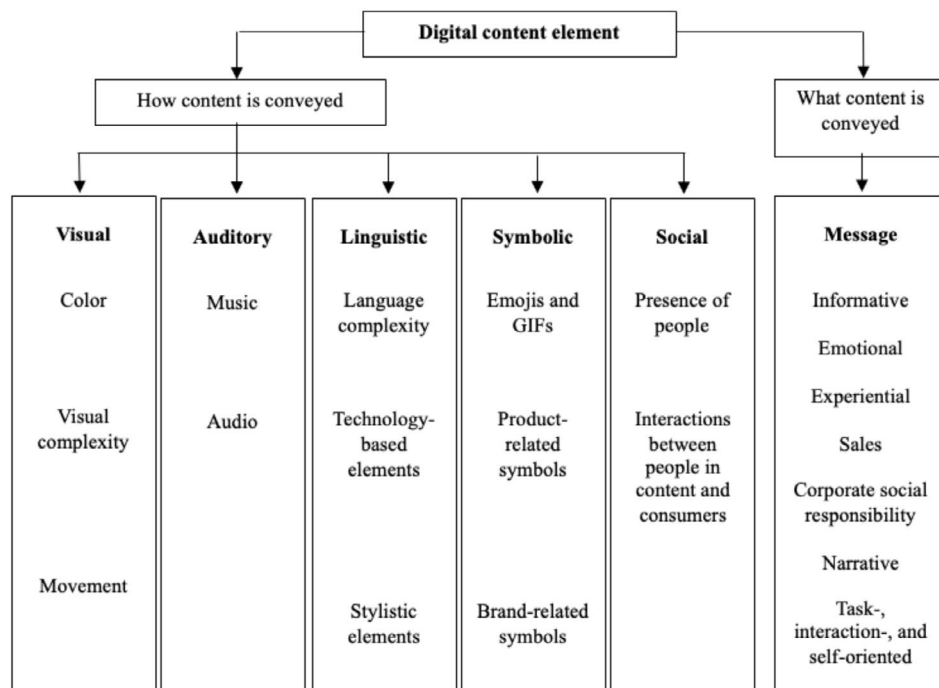 Digital content element
How content is conveyed
What content is
conveyed
Visual
Color
Visual
complexity
Movement
Auditory
Music
Audio
Linguistic
Language
complexity
Technology-
based
elements
Stylistic
elements
Symbolic
Emojis and
GIFs
Product-
related
symbols
Brand-related
symbols
Social
Presence of
people
Interactions
between
people in
content and
consumers
Message
Informative
Emotional
Experiential
Sales
Corporate social
responsibility
Narrative
Task-,
interaction-, and
self-oriented